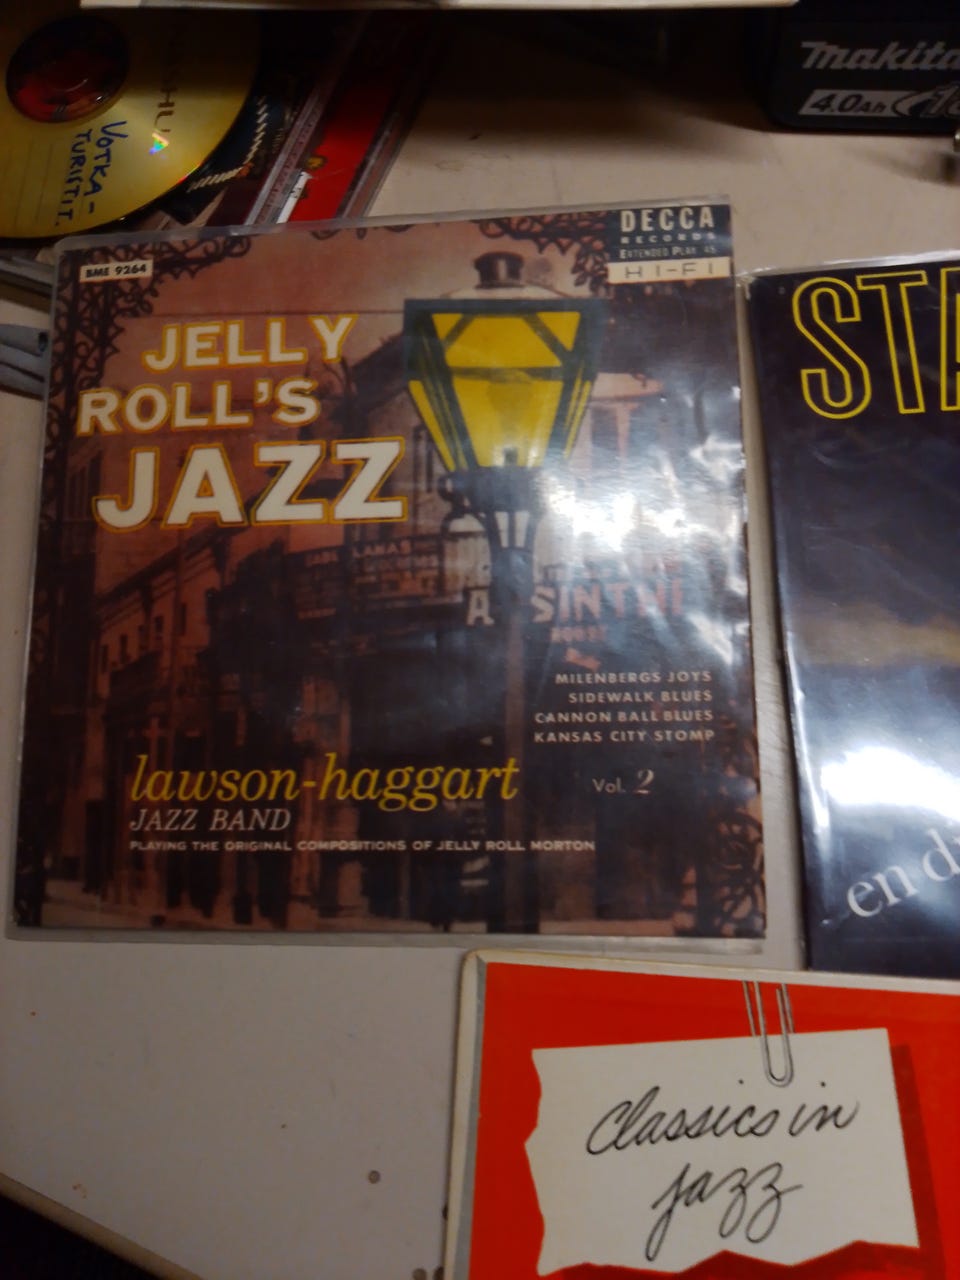 NASHUA
VOTKA-
TURISTIT.
makita
4.0Ah
BME 9264
DECCA
RECORDS
EXTENDED PLAY 45
HI-FI
JELLY
ROLL'S
JAZZ
STA
MILENBERGS JOYS
SIDEWALK BLUES
CANNON BALL BLUES
KANSAS CITY STOMP
Vol. 2
lawson-haggart
JAZZ BAND
PLAYING THE ORIGINAL COMPOSITIONS OF JELLY ROLL MORTON
en d
Classics in
jazz